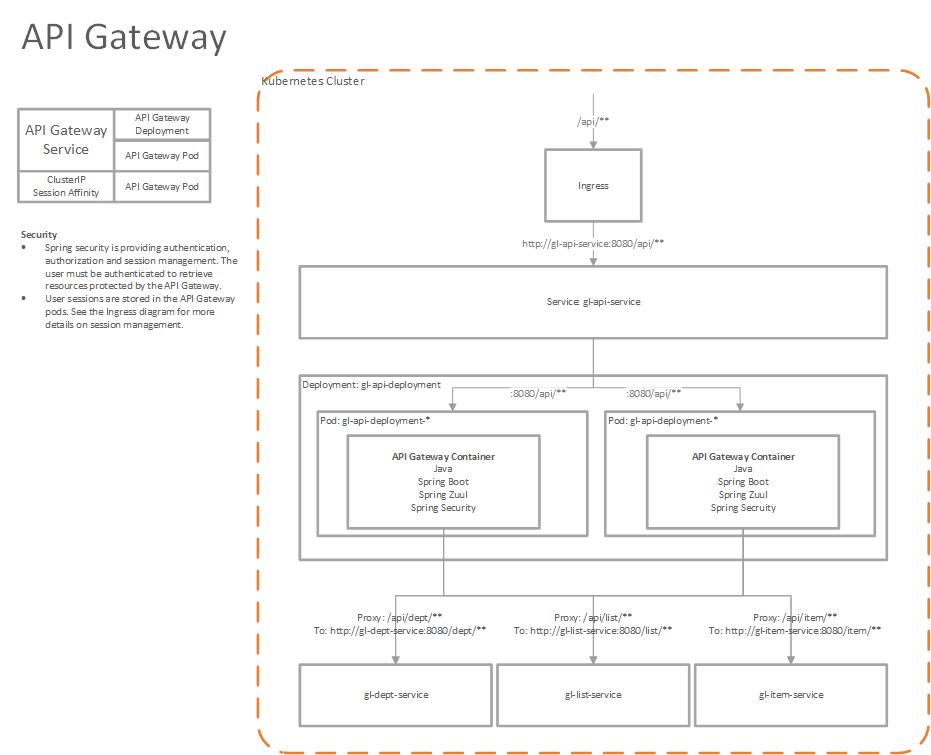 API Gateway
Kubernetes Cluster
API Gateway
Service
API Gateway
Deployment
API Gateway Pod
ClusterIP
Session Affinity
API Gateway Pod
Security
• Spring security is providing authentication,
authorization and session management. The
user must be authenticated to retrieve
resources protected by the API Gateway.
• User sessions are stored in the API Gateway
pods. See the Ingress diagram for more
details on session management.
/api/**
Ingress
http://gl-api-service:8080/api/**
Service: gl-api-service
Deployment: gl-api-deployment
:8080/api/**
:8080/api/**
Pod: gl-api-deployment-*
API Gateway Container
Java
Spring Boot
Spring Zuul
Spring Security
Pod: gl-api-deployment-*
API Gateway Container
Java
Spring Boot
Spring Zuul
Spring Secruity
Proxy: /api/dept/**
To: http://gl-dept-service:8080/dept/**
Proxy: /api/list/**
To: http://gl-list-service:8080/list/**
Proxy: /api/item/**
To: http://gl-item-service:8080/item/**
gl-dept-service
gl-list-service
gl-item-service